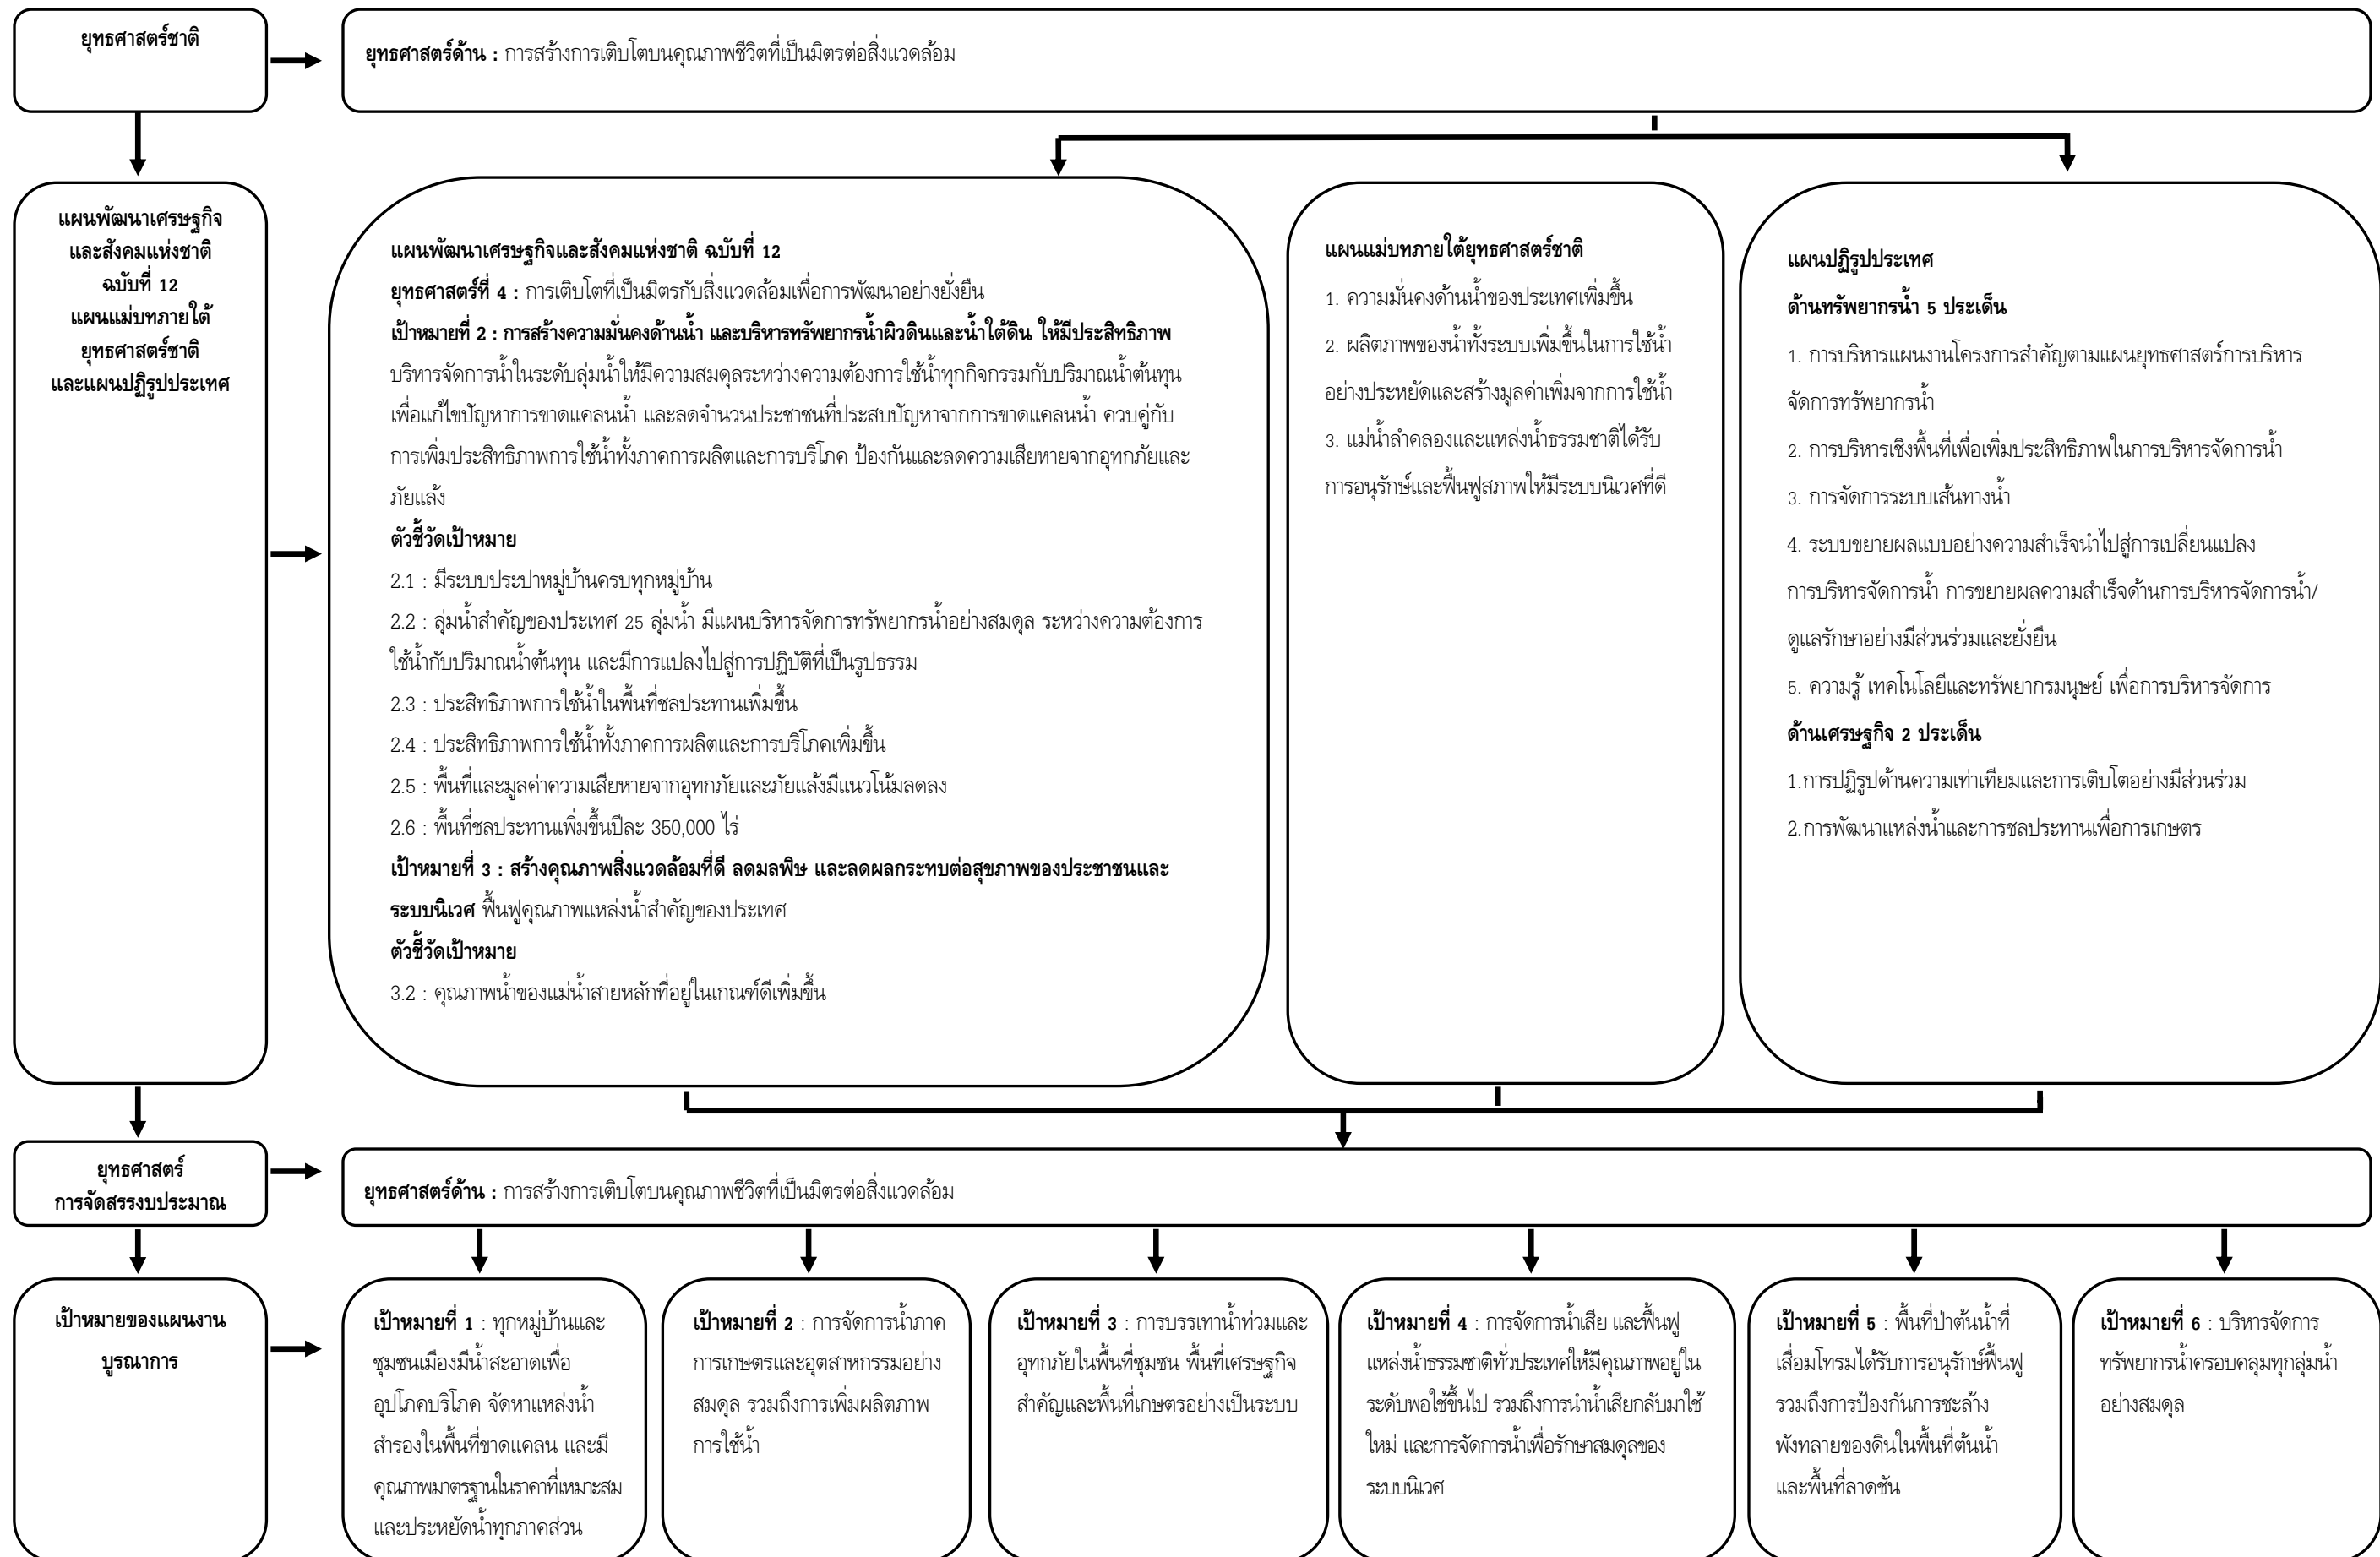 ยุทธศาสตร์ชาติ
ยุทธศาสตร์ด้าน : การสร้างการเติบโตบนคุณภาพชีวิตที่เป็นมิตรต่อสิ่งแวดล้อม
แผนพัฒนาเศรษฐกิจ
และสังคมแห่งชาติ
ฉบับที่ 12
แผนแม่บทภายใต้
ยุทธศาสตร์ชาติ
และแผนปฏิรูปประเทศ
แผนพัฒนาเศรษฐกิจและสังคมแห่งชาติ ฉบับที่ 12
ยุทธศาสตร์ที่ 4 : การเติบโตที่เป็นมิตรกับสิ่งแวดล้อมเพื่อการพัฒนาอย่างยั่งยืน
เป้าหมายที่ 2 : การสร้างความมั่นคงด้านน้ำ และบริหารทรัพยากรน้ำผิวดินและน้ำใต้ดิน ให้มีประสิทธิภาพ
บริหารจัดการน้ำในระดับลุ่มน้ำให้มีความสมดุลระหว่างความต้องการใช้น้ำทุกกิจกรรมกับปริมาณน้ำต้นทุน
เพื่อแก้ไขปัญหาการขาดแคลนน้ำ และลดจำนวนประชาชนที่ประสบปัญหาจากการขาดแคลนน้ำ ควบคู่กับ
การเพิ่มประสิทธิภาพการใช้น้ำทั้งภาคการผลิตและการบริโภค ป้องกันและลดความเสียหายจากอุทกภัยและ
ภัยแล้ง
ตัวชี้วัดเป้าหมาย
2.1 : มีระบบประปาหมู่บ้านครบทุกหมู่บ้าน
2.2 : ลุ่มน้ำสำคัญของประเทศ 25 ลุ่มน้ำ มีแผนบริหารจัดการทรัพยากรน้ำอย่างสมดุล ระหว่างความต้องการ
ใช้น้ำกับปริมาณน้ำต้นทุน และมีการแปลงไปสู่การปฏิบัติที่เป็นรูปธรรม
2.3 : ประสิทธิภาพการใช้น้ำในพื้นที่ชลประทานเพิ่มขึ้น
2.4 : ประสิทธิภาพการใช้น้ำทั้งภาคการผลิตและการบริโภคเพิ่มขึ้น
2.5 : พื้นที่และมูลค่าความเสียหายจากอุทกภัยและภัยแล้งมีแนวโน้มลดลง
2.6 : พื้นที่ชลประทานเพิ่มขึ้นปีละ 350,000 ไร่
เป้าหมายที่ 3 : สร้างคุณภาพสิ่งแวดล้อมที่ดี ลดมลพิษ และลดผลกระทบต่อสุขภาพของประชาชนและ
ระบบนิเวศ ฟื้นฟูคุณภาพแหล่งน้ำสำคัญของประเทศ
ตัวชี้วัดเป้าหมาย
3.2 : คุณภาพน้ำของแม่น้ำสายหลักที่อยู่ในเกณฑ์ดีเพิ่มขึ้น
แผนแม่บทภายใต้ยุทธศาสตร์ชาติ
1. ความมั่นคงด้านน้ำของประเทศเพิ่มขึ้น
2. ผลิตภาพของน้ำทั้งระบบเพิ่มขึ้นในการใช้น้ำ
อย่างประหยัดและสร้างมูลค่าเพิ่มจากการใช้น้ำ
3. แม่น้ำลำคลองและแหล่งน้ำธรรมชาติได้รับ
การอนุรักษ์และฟื้นฟูสภาพให้มีระบบนิเวศที่ดี
แผนปฏิรูปประเทศ
ด้านทรัพยากรน้ำ 5 ประเด็น
1. การบริหารแผนงานโครงการสำคัญตามแผนยุทธศาสตร์การบริหาร
จัดการทรัพยากรน้ำ
2. การบริหารเชิงพื้นที่เพื่อเพิ่มประสิทธิภาพในการบริหารจัดการน้ำ
3. การจัดการระบบเส้นทางน้ำ
4. ระบบขยายผลแบบอย่างความสำเร็จนำไปสู่การเปลี่ยนแปลง
การบริหารจัดการน้ำ การขยายผลความสำเร็จด้านการบริหารจัดการน้ำ/
ดูแลรักษาอย่างมีส่วนร่วมและยั่งยืน
5. ความรู้ เทคโนโลยีและทรัพยากรมนุษย์ เพื่อการบริหารจัดการ
ด้านเศรษฐกิจ 2 ประเด็น
1.การปฏิรูปด้านความเท่าเทียมและการเติบโตอย่างมีส่วนร่วม
2.การพัฒนาแหล่งน้ำและการชลประทานเพื่อการเกษตร
ยุทธศาสตร์
การจัดสรรงบประมาณ
ยุทธศาสตร์ด้าน : การสร้างการเติบโตบนคุณภาพชีวิตที่เป็นมิตรต่อสิ่งแวดล้อม
เป้าหมายของแผนงาน
บูรณาการ
เป้าหมายที่ 1 : ทุกหมู่บ้านและ
ชุมชนเมืองมีน้ำสะอาดเพื่อ
อุปโภคบริโภค จัดหาแหล่งน้ำ
สำรองในพื้นที่ขาดแคลน และมี
คุณภาพมาตรฐานในราคาที่เหมาะสม
และประหยัดน้ำทุกภาคส่วน
เป้าหมายที่ 2 : การจัดการน้ำภาค
การเกษตรและอุตสาหกรรมอย่าง
สมดุล รวมถึงการเพิ่มผลิตภาพ
การใช้น้ำ
เป้าหมายที่ 3 : การบรรเทาน้ำท่วมและ
อุทกภัยในพื้นที่ชุมชน พื้นที่เศรษฐกิจ
สำคัญและพื้นที่เกษตรอย่างเป็นระบบ
เป้าหมายที่ 4 : การจัดการน้ำเสีย และฟื้นฟู
แหล่งน้ำธรรมชาติทั่วประเทศให้มีคุณภาพอยู่ใน
ระดับพอใช้ขึ้นไป รวมถึงการนำน้ำเสียกลับมาใช้
ใหม่ และการจัดการน้ำเพื่อรักษาสมดุลของ
ระบบนิเวศ
เป้าหมายที่ 5 : พื้นที่ป่าต้นน้ำที่
เสื่อมโทรมได้รับการอนุรักษ์ฟื้นฟู
รวมถึงการป้องกันการชะล้าง
พังทลายของดินในพื้นที่ต้นน้ำ
และพื้นที่ลาดชัน
เป้าหมายที่ 6 : บริหารจัดการ
ทรัพยากรน้ำครอบคลุมทุกลุ่มน้ำ
อย่างสมดุล